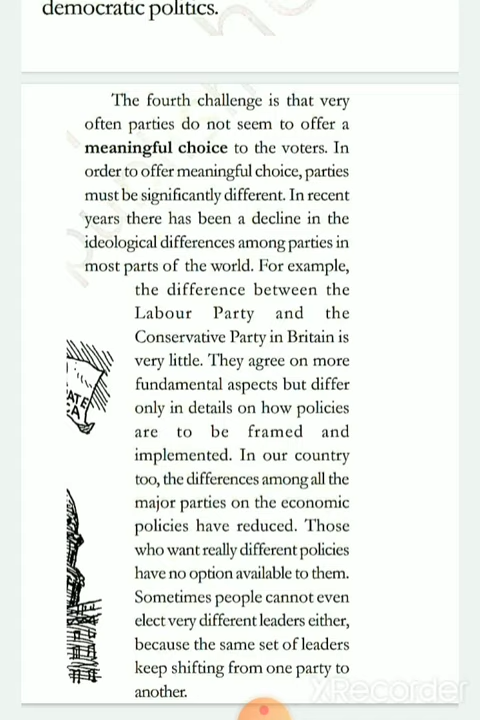 democratic politics.
The fourth challenge is that very
often parties do not seem to offer a
meaningful choice to the voters. In
order to offer meaningful choice, parties
must be significantly different. In recent
years there has been a decline in the
ideological differences among parties in
most parts of the world. For example,
the difference between the
Labour Party and the
Conservative Party in Britain is
very little. They agree on more
fundamental aspects but differ
only in details on how policies
are to be framed and
implemented. In our country
too, the differences among all the
major parties on the economic
policies have reduced. Those
who want really different policies
have no option available to them.
Sometimes people cannot even
elect very different leaders either,
because the same set of leaders
keep shifting from one party to
another.
ATE
A
XRecorder